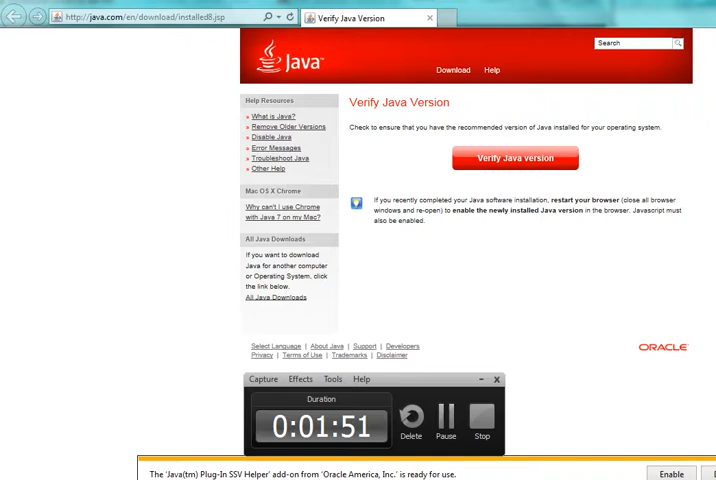 http://java.com/en/download/installed8.jsp
Verify Java Version
Java™
Search
Download Help
Help Resources
» What is Java?
» Remove Older Versions
» Disable Java
» Error Messages
» Troubleshoot Java
» Other Help
Mac OS X Chrome
Why can't I use Chrome
with Java 7 on my Mac?
All Java Downloads
If you want to download
Java for another computer
or Operating System, click
the link below.
All Java Downloads
Verify Java Version
Check to ensure that you have the recommended version of Java installed for your operating system.
Verify Java version
If you recently completed your Java software installation, restart your browser (close all browser
windows and re-open) to enable the newly installed Java version in the browser. Javascript must
also be enabled.
Select Language | About Java | Support | Developers
Privacy | Terms of Use | Trademarks | Disclaimer
ORACLE
Capture Effects Tools Help
Duration
0:01:51
Delete Pause Stop
The 'Java(tm) Plug-In SSV Helper' add-on from 'Oracle America, Inc.' is ready for use.
Enable